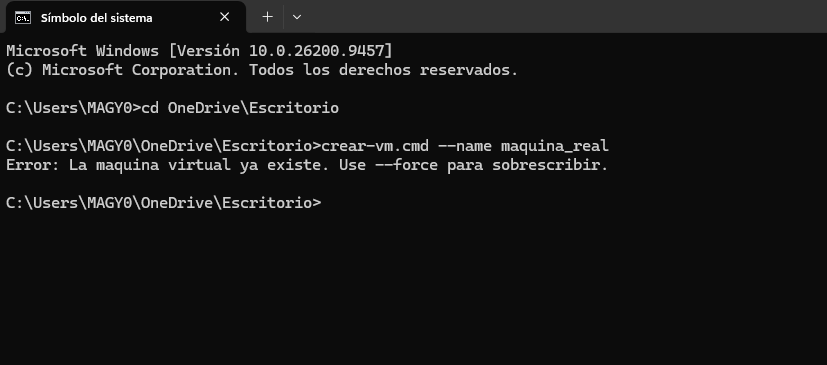 Símbolo del sistema
Microsoft Windows [Versión 10.0.26200.9457]
(c) Microsoft Corporation. Todos los derechos reservados.
C:\Users\MAGY0>cd OneDrive\Escritorio
C:\Users\MAGY0\OneDrive\Escritorio>crear-vm.cmd --name maquina_real
Error: La maquina virtual ya existe. Use --force para sobrescribir.
C:\Users\MAGY0\OneDrive\Escritorio>